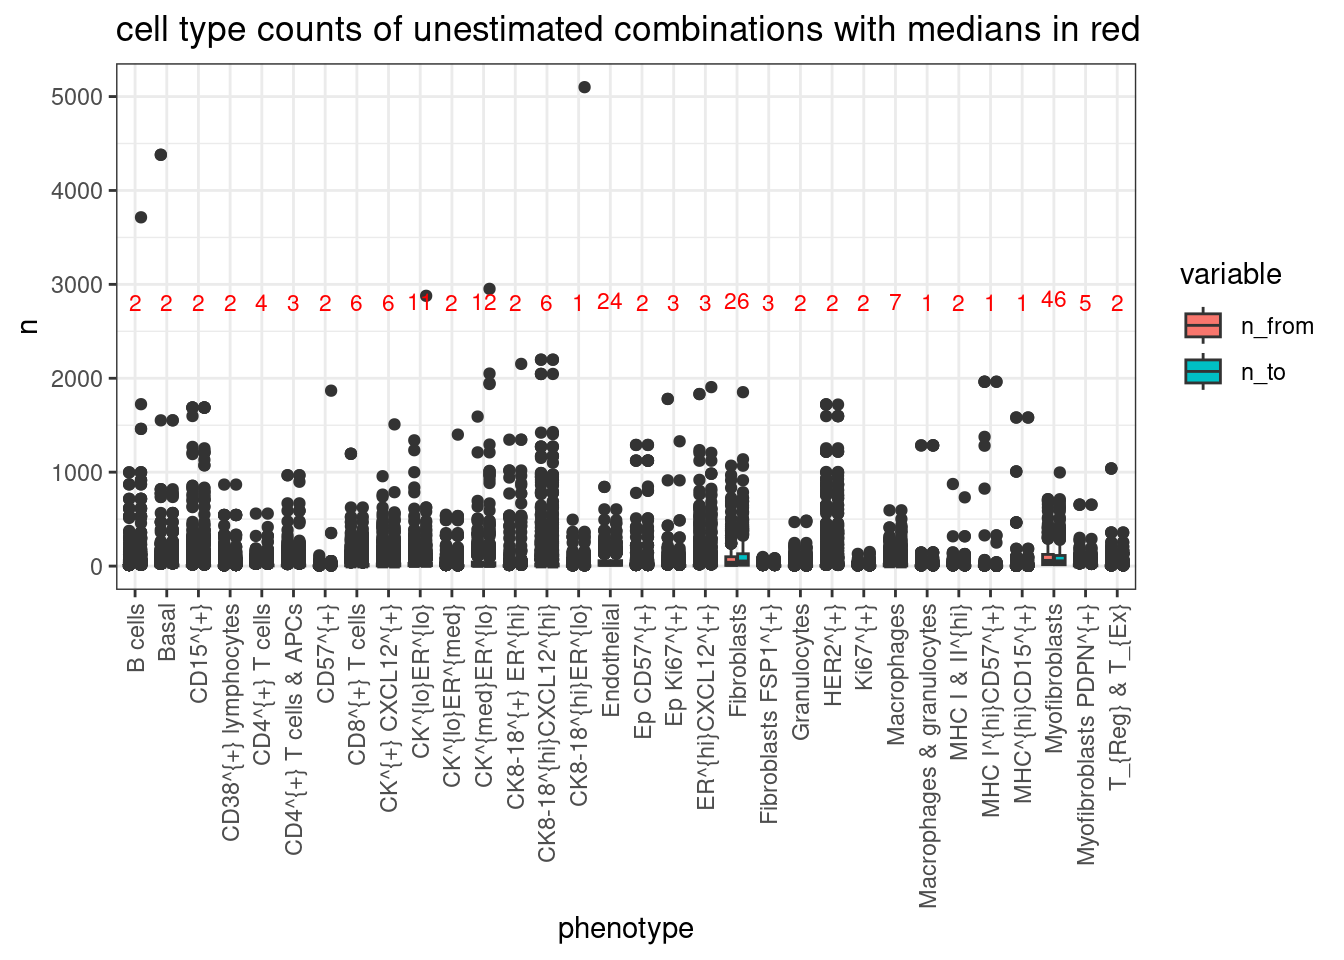 cell type counts of unestimated combinations with medians in red
5000
4000
3000
2000
1000
0
n
2 2 2 2 4 3 2 6 6 11 2 12 2 6 1 24 2 3 3 26 3 2 2 2 7 1 2 1 1 46 5 2
B cells
Basal
CD15^{+}
CD38^{+} lymphocytes
CD4^{+} T cells
CD4^{+} T cells & APCs
CD57^{+}
CD8^{+} T cells
CK^{+} CXCL12^{+}
CK^{lo}ER^{lo}
CK^{lo}ER^{med}
CK^{med}ER^{lo}
CK8-18^{+} ER^{hi}
CK8-18^{hi}CXCL12^{hi}
CK8-18^{hi}ER^{lo}
Endothelial
Ep CD57^{+}
Ep Ki67^{+}
ER^{hi}CXCL12^{+}
Fibroblasts
Fibroblasts FSP1^{+}
Granulocytes
HER2^{+}
Ki67^{+}
Macrophages
Macrophages & granulocytes
MHC I & II^{hi}
MHC I^{hi}CD57^{+}
MHC^{hi}CD15^{+}
Myofibroblasts
Myofibroblasts PDPN^{+}
T_{Reg} & T_{Ex}
phenotype
variable
n_from
n_to